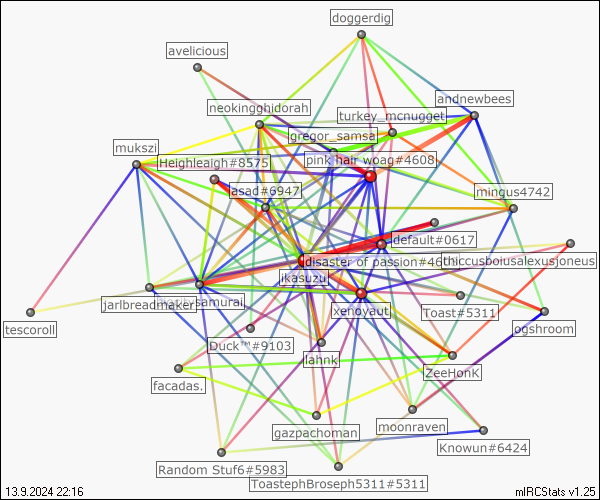 doggerdig
avelicious
andnewbees
neokingghidorah
turkey_mcnugget
gregor_samsa
mukszi
pink hair woag#4608
Heighleaigh#8575
jasad#6947
mingus4742
default#0617
disaster of passion#46
thiccusboiusalexusjoneus
ikasuzu
jarlbreadmaker
samurai
xenoyautj
Toast#5311
ogshroom
tescoroll
Duck™#9103
lahnk
ZeeHonk
facadas.
gazpachoman
moonraven
Knowun#6424
Random Stuf6#5983
ToastephBroseph5311#5311
13.9.2024 22:16
mIRCStats v1.25